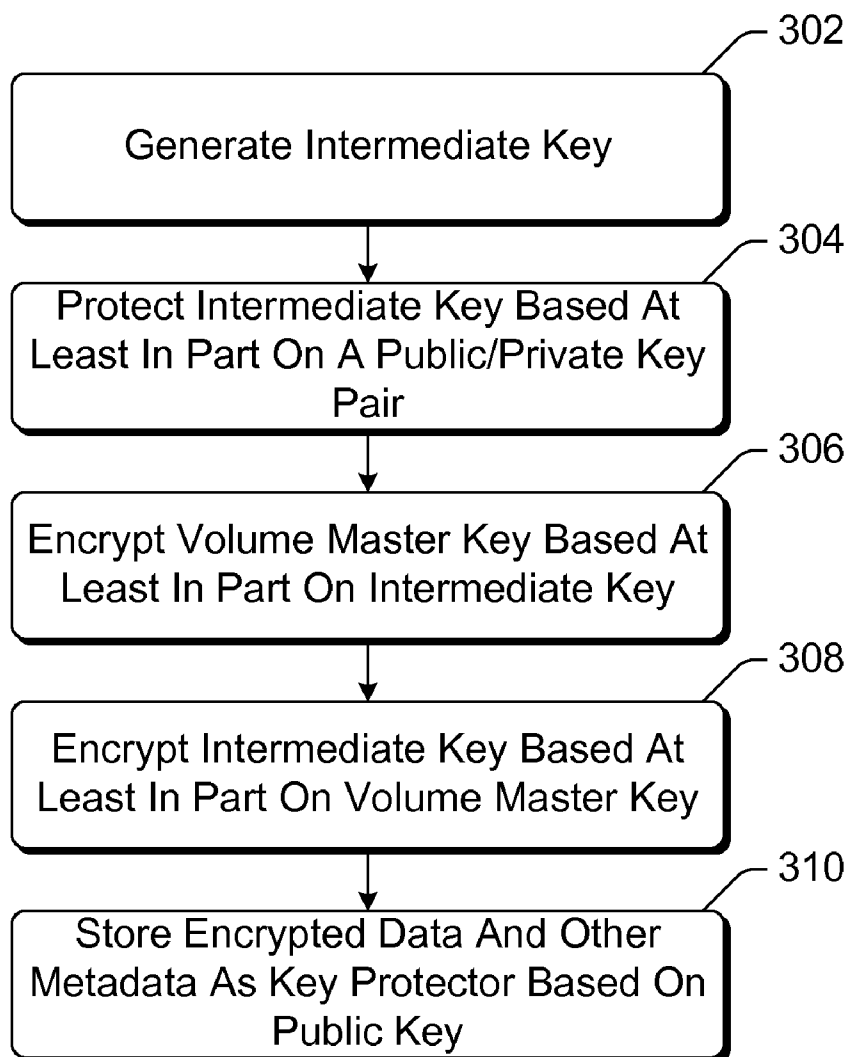 302
Generate Intermediate Key
304
Protect Intermediate Key Based At
Least In Part On A Public/Private Key
Pair
306
Encrypt Volume Master Key Based At
Least In Part On Intermediate Key
308
Encrypt Intermediate Key Based At
Least In Part On Volume Master Key
310
Store Encrypted Data And Other
Metadata As Key Protector Based On
Public Key